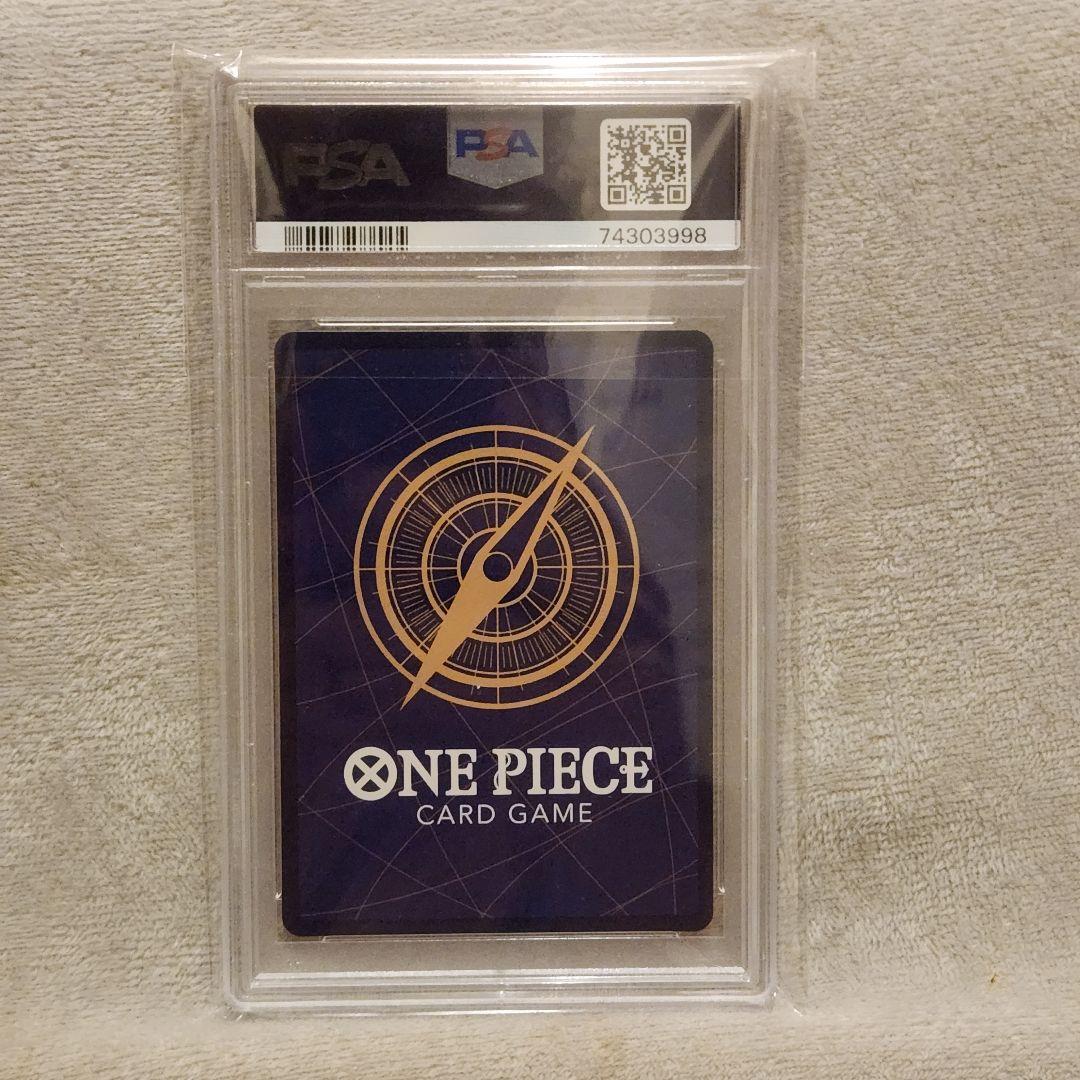 PSA
PSA
74303998
ONE PIECE
CARD GAME